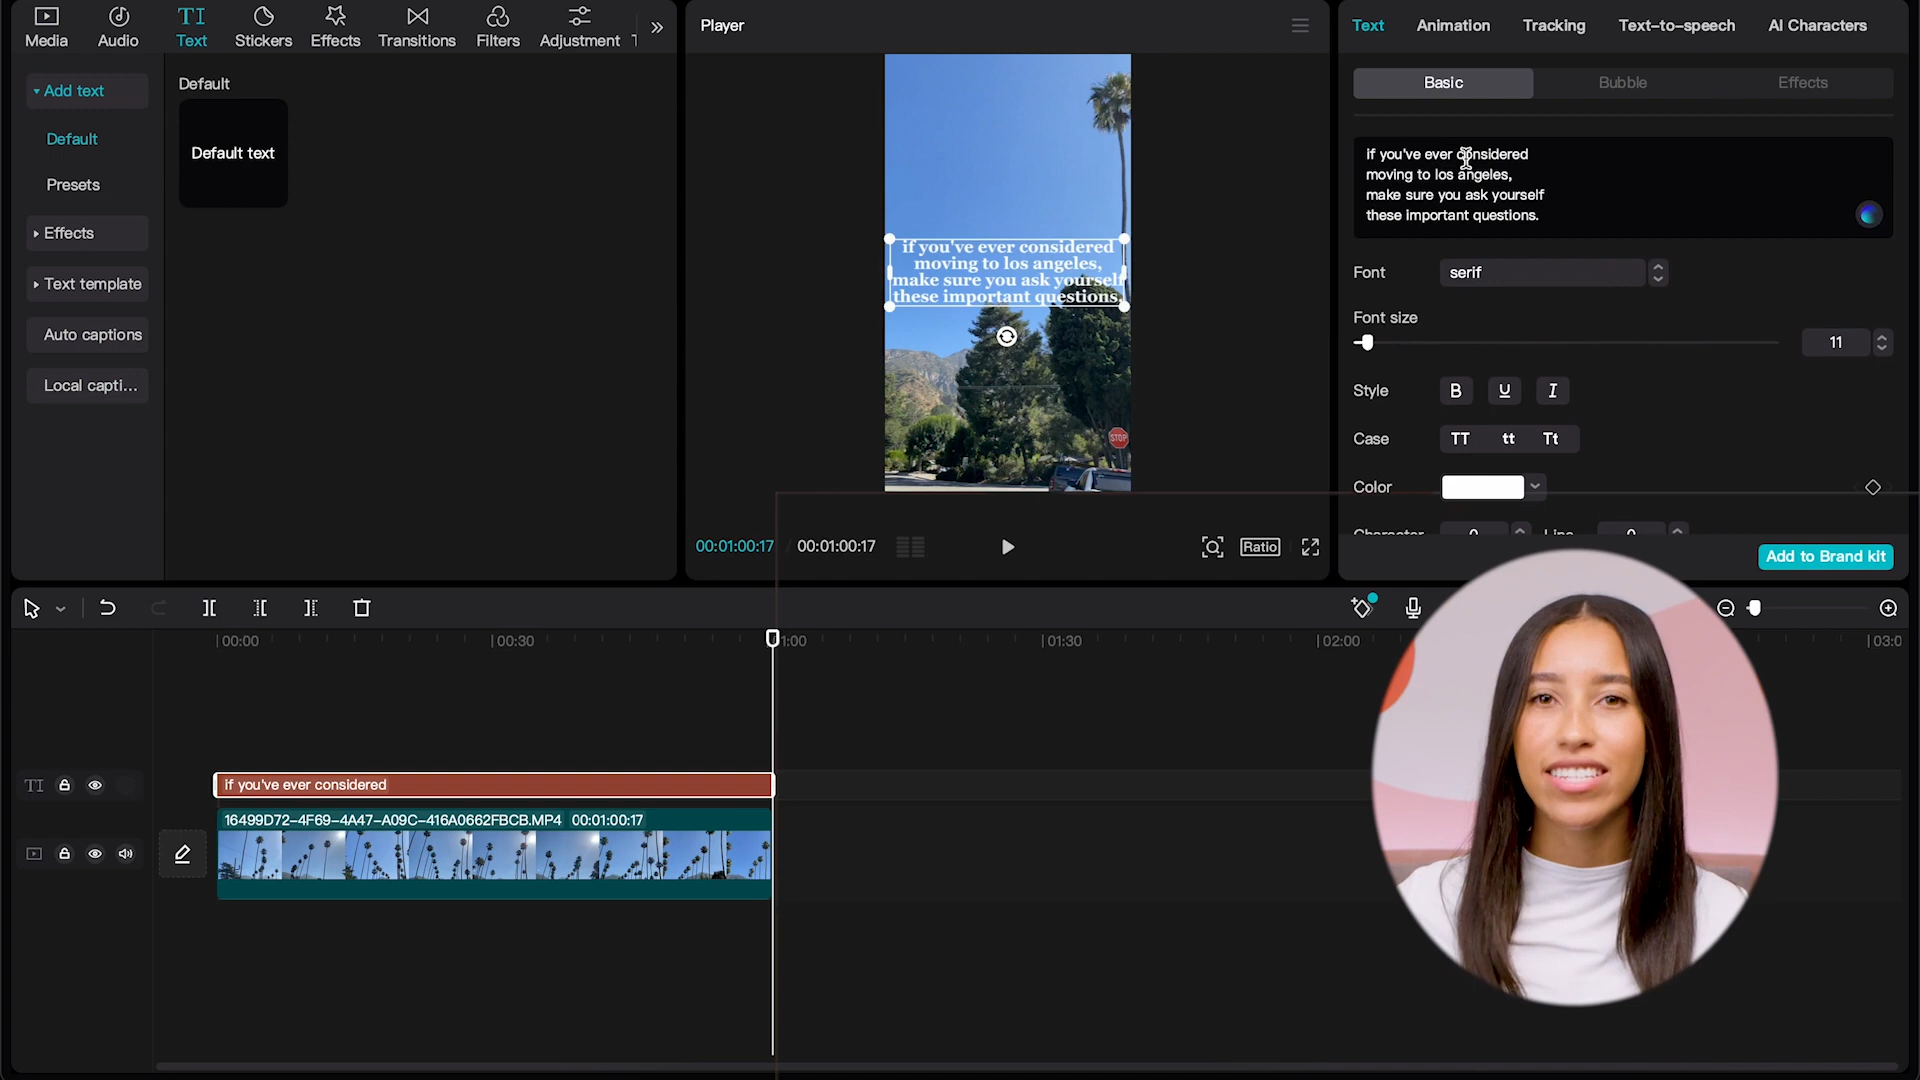 Media
Audio
TI
Text
Stickers
Effects
Transitions
Filters
Adjustment
Add text
Default
Presets
Effects
Text template
Auto captions
Local capti...
Default
Default text
Player
if you've ever considered
moving to los angeles,
make sure you ask yourself
these important questions.
STOP
00:01:00:17
00:01:00:17
Ratio
Text
Animation
Tracking
Text-to-speech
AI Characters
Basic
Bubble
Effects
if you've ever considered
moving to los angeles,
make sure you ask yourself
these important questions.
Font
serif
Font size
11
Style
B
U
I
Case
TT
tt
Tt
Color
Character
0
Line
0
Add to Brand kit
00:00
00:30
01:00
01:30
02:00
03:0
TI
if you've ever considered
16499D72-4F69-4A47-A09C-416A0662FBCB.MP4 00:01:00:17